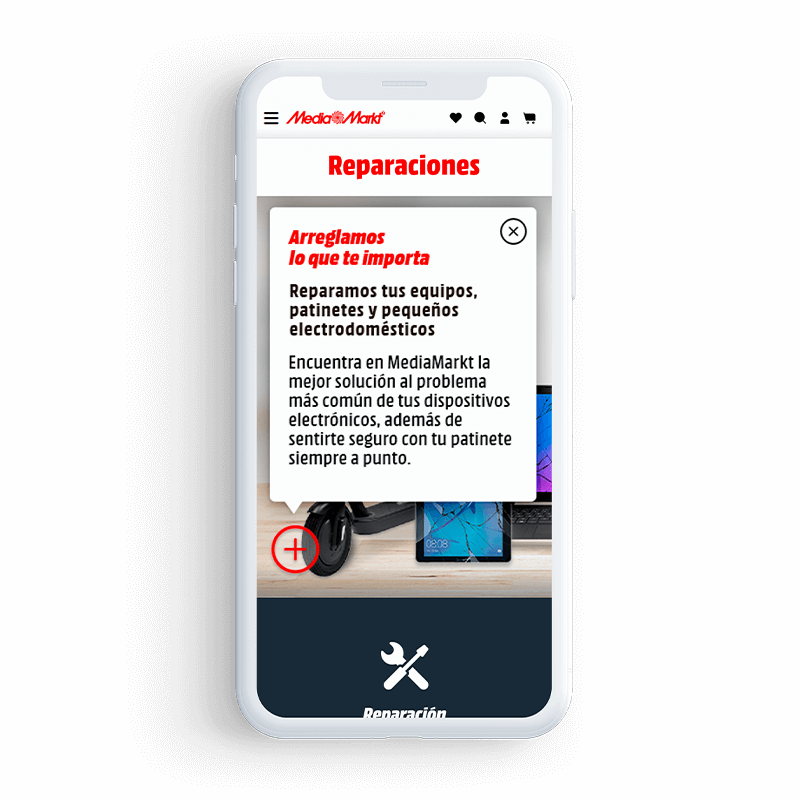 MediaMarkt
Reparaciones
Arreglamos
lo que te importa
Reparamos tus equipos,
patinetes y pequeños
electrodomésticos
Encuentra en MediaMarkt la
mejor solución al problema
más común de tus dispositivos
electrónicos, además de
sentirte seguro con tu patinete
siempre a punto.
08:08
Reparación